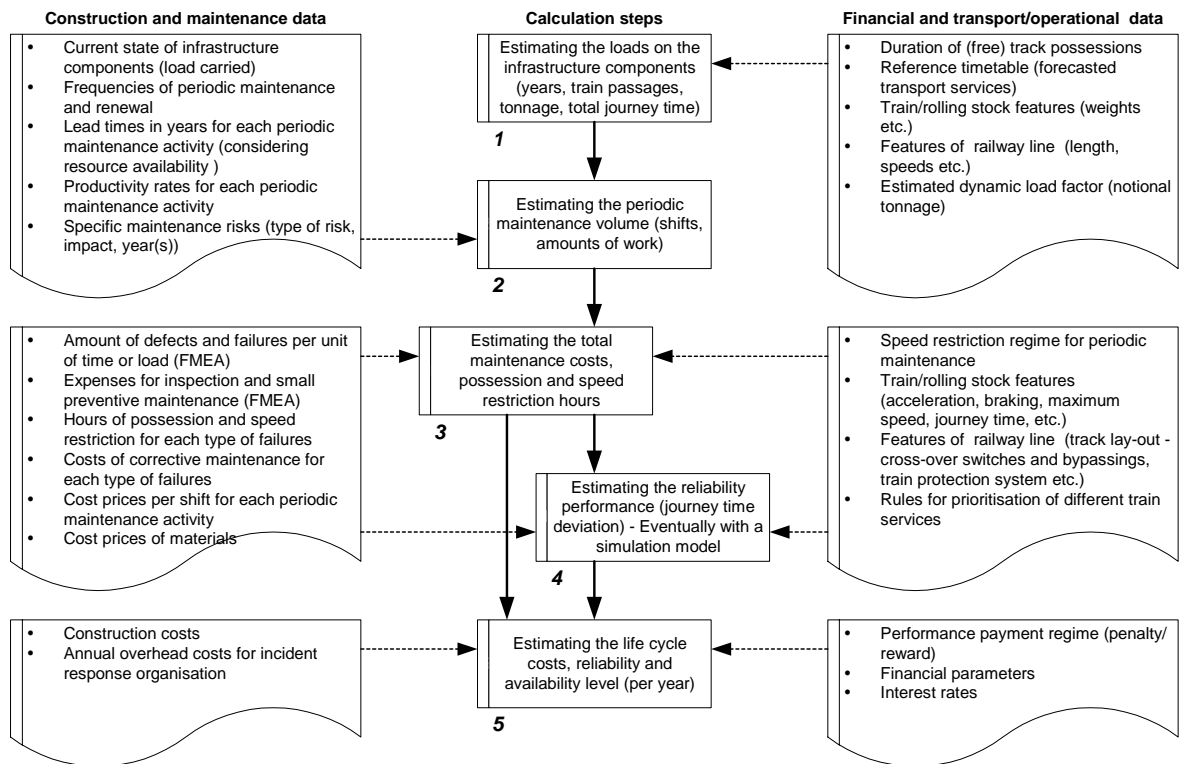 Construction and maintenance data
Calculation steps
Financial and transport/operational data
• Current state of infrastructure
components (load carried)
• Frequencies of periodic maintenance
and renewal
• Lead times in years for each periodic
maintenance activity (considering
resource availability )
• Productivity rates for each periodic
maintenance activity
• Specific maintenance risks (type of risk,
impact, year(s))
Estimating the loads on the
infrastructure components
(years, train passages,
tonnage, total journey time)
1
• Duration of (free) track possessions
• Reference timetable (forecasted
transport services)
• Train/rolling stock features (weights
etc.)
• Features of railway line (length,
speeds etc.)
• Estimated dynamic load factor (notional
tonnage)
Estimating the periodic
maintenance volume (shifts,
amounts of work)
2
• Amount of defects and failures per unit
of time or load (FMEA)
• Expenses for inspection and small
preventive maintenance (FMEA)
• Hours of possession and speed
restriction for each type of failures
• Costs of corrective maintenance for
each type of failures
• Cost prices per shift for each periodic
maintenance activity
• Cost prices of materials
Estimating the total
maintenance costs,
possession and speed
restriction hours
3
• Speed restriction regime for periodic
maintenance
• Train/rolling stock features
(acceleration, braking, maximum
speed, journey time, etc.)
• Features of railway line (track lay-out -
cross-over switches and bypassings,
train protection system etc.)
• Rules for prioritisation of different train
services
Estimating the reliability
performance (journey time
deviation) - Eventually with a
simulation model
4
• Construction costs
• Annual overhead costs for incident
response organisation
Estimating the life cycle
costs, reliability and
availability level (per year)
5
• Performance payment regime (penalty/
reward)
• Financial parameters
• Interest rates